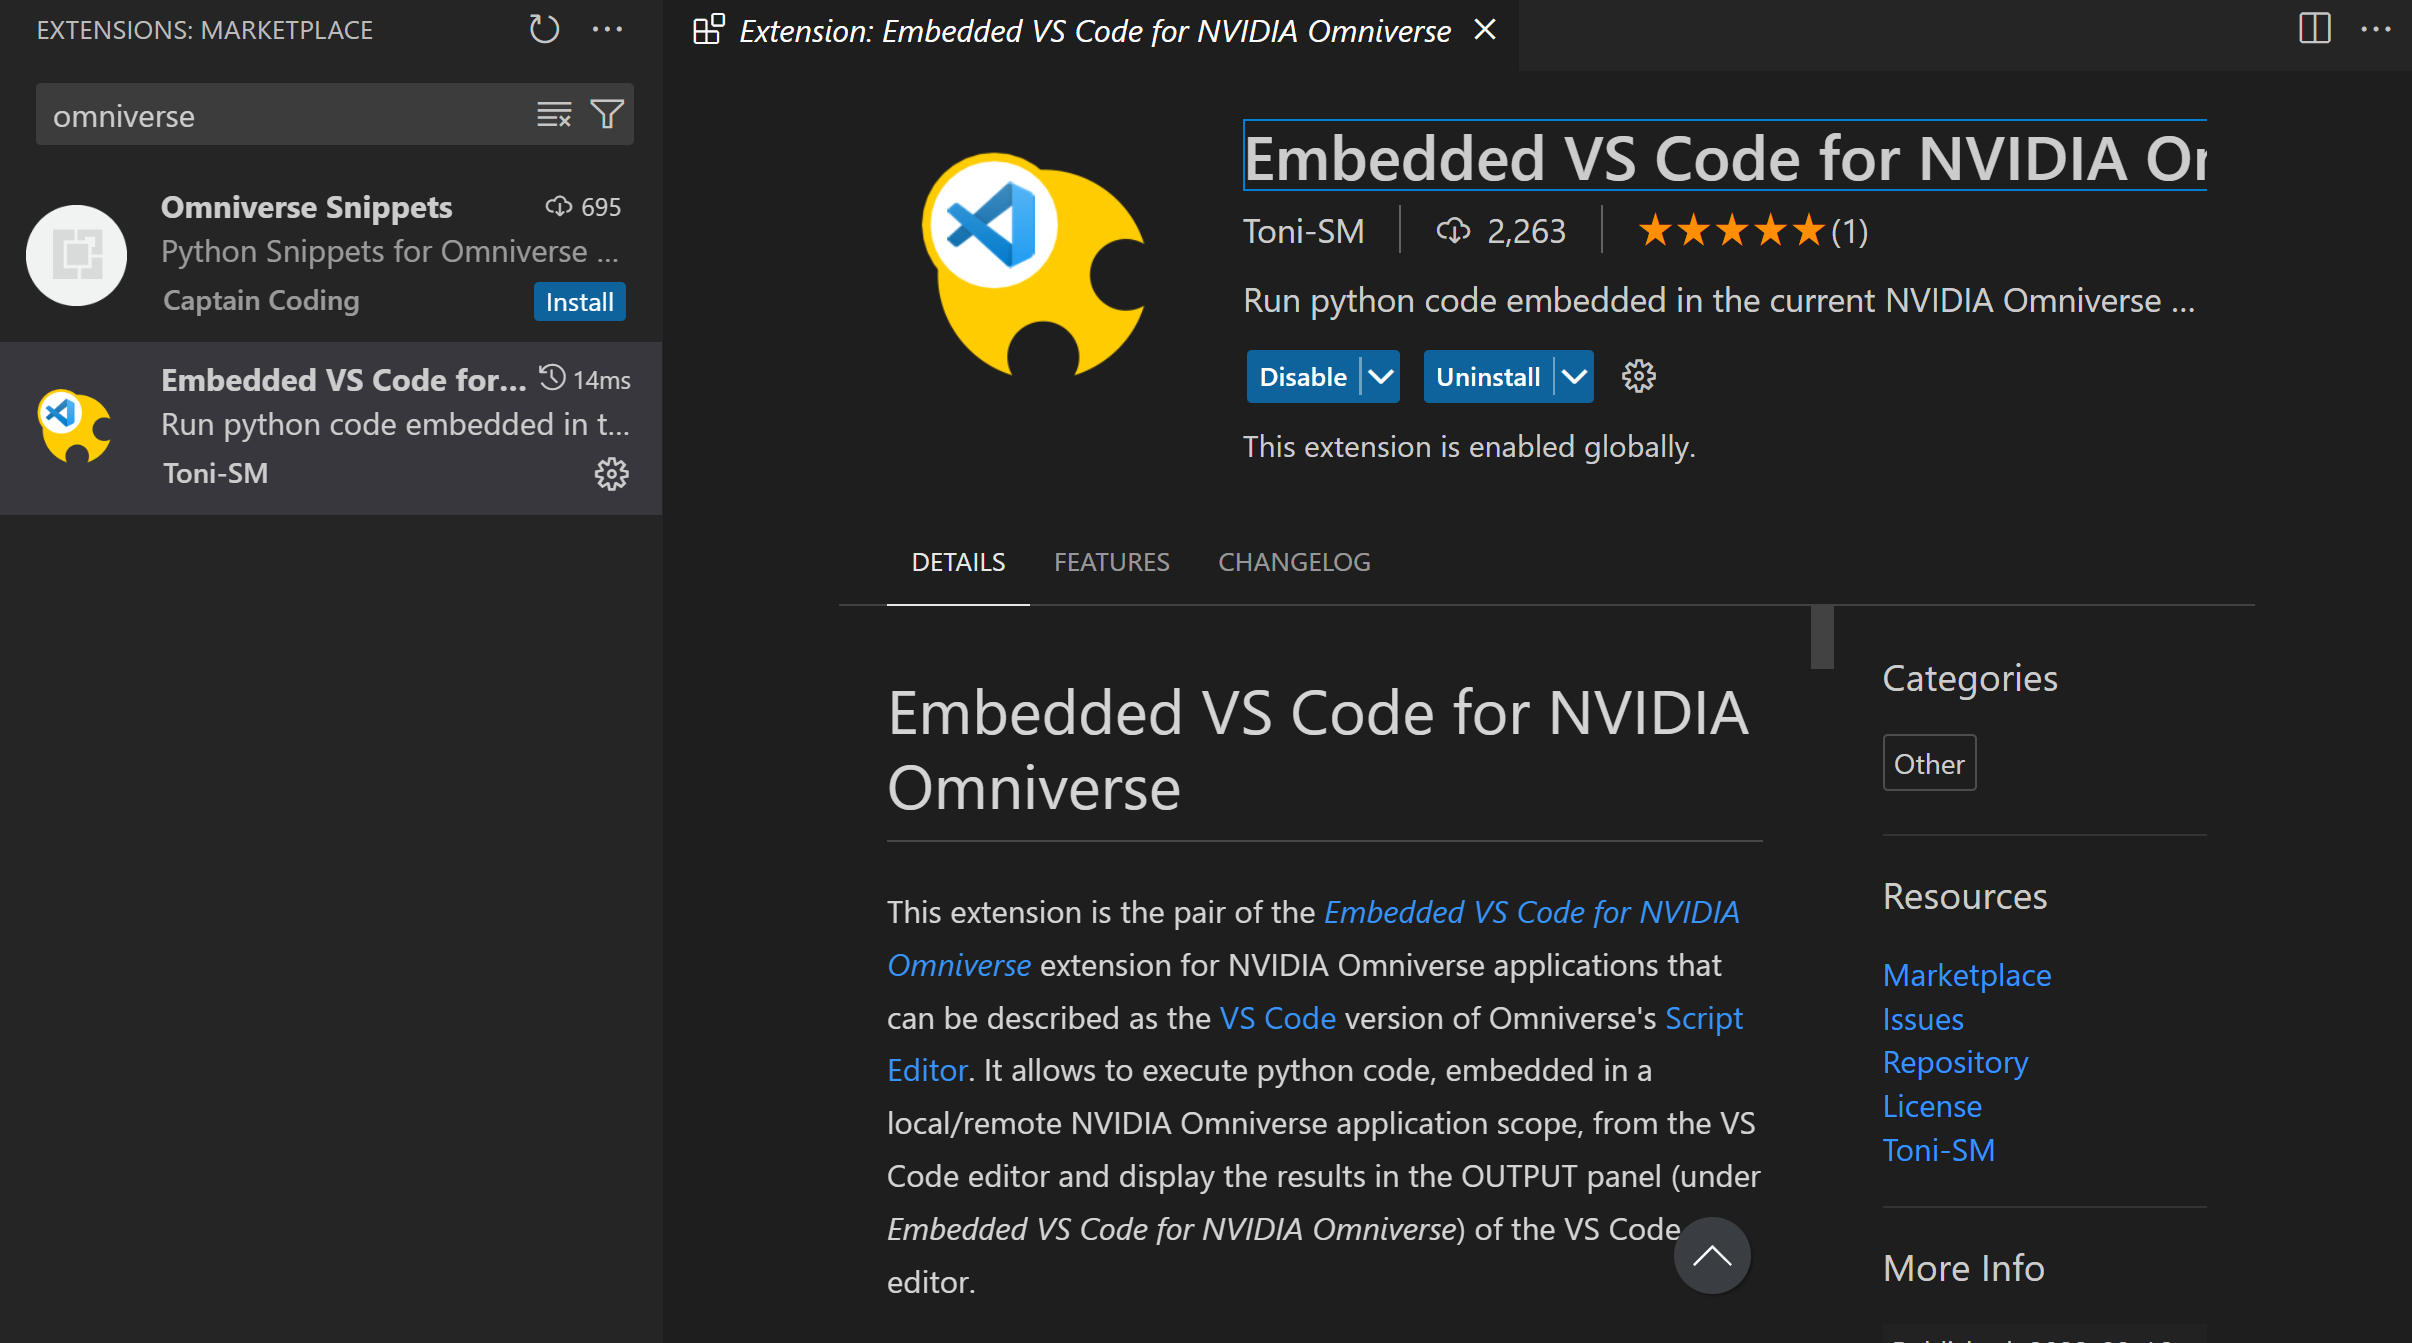 EXTENSIONS: MARKETPLACE
omniverse
Omniverse Snippets 695
Python Snippets for Omniverse ...
Captain Coding Install
Embedded VS Code for... 14ms
Run python code embedded in t...
Toni-SM
Extension: Embedded VS Code for NVIDIA Omniverse
Embedded VS Code for NVIDIA
Toni-SM 2,263 ★★★★★(1)
Run python code embedded in the current NVIDIA Omniverse ...
Disable Uninstall
This extension is enabled globally.
DETAILS FEATURES CHANGELOG
Embedded VS Code for NVIDIA
Omniverse
This extension is the pair of the Embedded VS Code for NVIDIA
Omniverse extension for NVIDIA Omniverse applications that
can be described as the VS Code version of Omniverse's Script
Editor. It allows to execute python code, embedded in a
local/remote NVIDIA Omniverse application scope, from the VS
Code editor and display the results in the OUTPUT panel (under
Embedded VS Code for NVIDIA Omniverse) of the VS Code
editor.
Categories
Other
Resources
Marketplace
Issues
Repository
License
Toni-SM
More Info